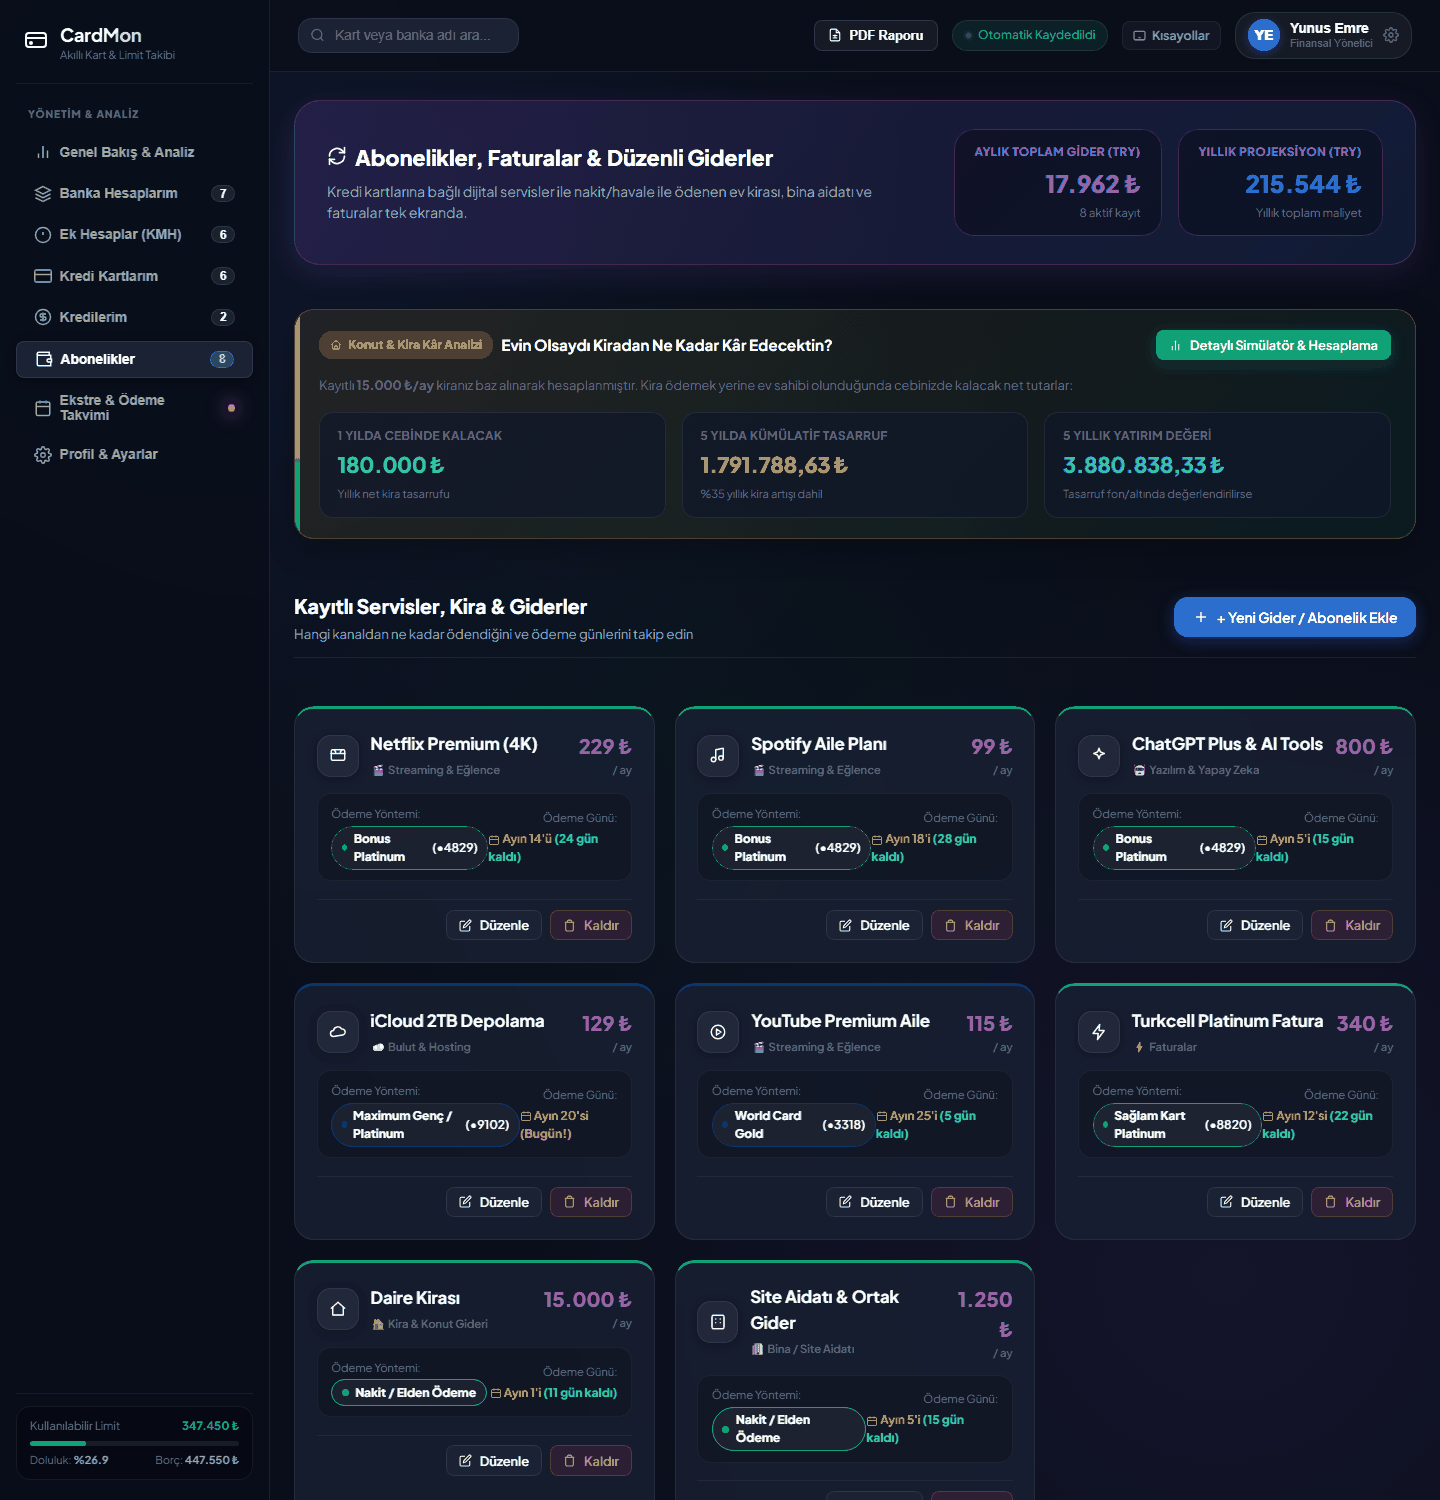 CardMon
Akıllı Kart & Limit Takibi
YÖNETİM & ANALİZ
Genel Bakış & Analiz
Banka Hesaplarım 7
Ek Hesaplar (KMH) 6
Kredi Kartlarım 6
Kredilerim 2
Abonelikler 8
Ekstre & Ödeme
Takvimi
Profil & Ayarlar
Kullanılabilir Limit 347.450 ₺
Doluluk: %26.9 Borç: 447.550 ₺
Kart veya banka adı ara...
PDF Raporu
Otomatik Kaydedildi
Kısayollar
YE
Yunus Emre
Finansal Yönetici
Abonelikler, Faturalar & Düzenli Giderler
Kredi kartlarına bağlı dijital servisler ile nakit/havale ile ödenen ev kirası, bina aidatı ve
faturalar tek ekranda.
AYLIK TOPLAM GİDER (TRY)
17.962 ₺
8 aktif kayıt
YILLIK PROJEKSİYON (TRY)
215.544 ₺
Yıllık toplam maliyet
Konut & Kira Kâr Analizi
Evin Olsaydı Kiradan Ne Kadar Kâr Edecektin?
Detaylı Simülatör & Hesaplama
Kayıtlı 15.000 ₺/ay kiranız baz alınarak hesaplanmıştır. Kira ödemek yerine ev sahibi olunduğunda cebinizde kalacak net tutarlar:
1 YILDA CEBİNDE KALACAK
180.000 ₺
Yıllık net kira tasarrufu
5 YILDA KÜMÜLATİF TASARRUF
1.791.788,63 ₺
%35 yıllık kira artışı dahil
5 YILLIK YATIRIM DEĞERİ
3.880.838,33 ₺
Tasarruf fon/altında değerlendirilirse
Kayıtlı Servisler, Kira & Giderler
Hangi kanaldan ne kadar ödendiğini ve ödeme günlerini takip edin
+ Yeni Gider / Abonelik Ekle
Netflix Premium (4K) 229 ₺
Streaming & Eğlence / ay
Ödeme Yöntemi: Ödeme Günü:
Bonus Platinum (•4829) Ayın 14'ü (24 gün kaldı)
Düzenle Kaldır
Spotify Aile Planı 99 ₺
Streaming & Eğlence / ay
Ödeme Yöntemi: Ödeme Günü:
Bonus Platinum (•4829) Ayın 18'i (28 gün kaldı)
Düzenle Kaldır
ChatGPT Plus & AI Tools 800 ₺
Yazılım & Yapay Zeka / ay
Ödeme Yöntemi: Ödeme Günü:
Bonus Platinum (•4829) Ayın 5'i (15 gün kaldı)
Düzenle Kaldır
iCloud 2TB Depolama 129 ₺
Bulut & Hosting / ay
Ödeme Yöntemi: Ödeme Günü:
Maximum Genç / Platinum (•9102) Ayın 20'si (Bugün!)
Düzenle Kaldır
YouTube Premium Aile 115 ₺
Streaming & Eğlence / ay
Ödeme Yöntemi: Ödeme Günü:
World Card Gold (•3318) Ayın 25'i (5 gün kaldı)
Düzenle Kaldır
Turkcell Platinum Fatura 340 ₺
Faturalar / ay
Ödeme Yöntemi: Ödeme Günü:
Sağlam Kart Platinum (•8820) Ayın 12'si (22 gün kaldı)
Düzenle Kaldır
Daire Kirası 15.000 ₺
Kira & Konut Gideri / ay
Ödeme Yöntemi: Ödeme Günü:
Nakit / Elden Ödeme Ayın 1'i (11 gün kaldı)
Düzenle Kaldır
Site Aidatı & Ortak Gider 1.250 ₺
Bina / Site Aidatı / ay
Ödeme Yöntemi: Ödeme Günü:
Nakit / Elden Ödeme Ayın 5'i (15 gün kaldı)